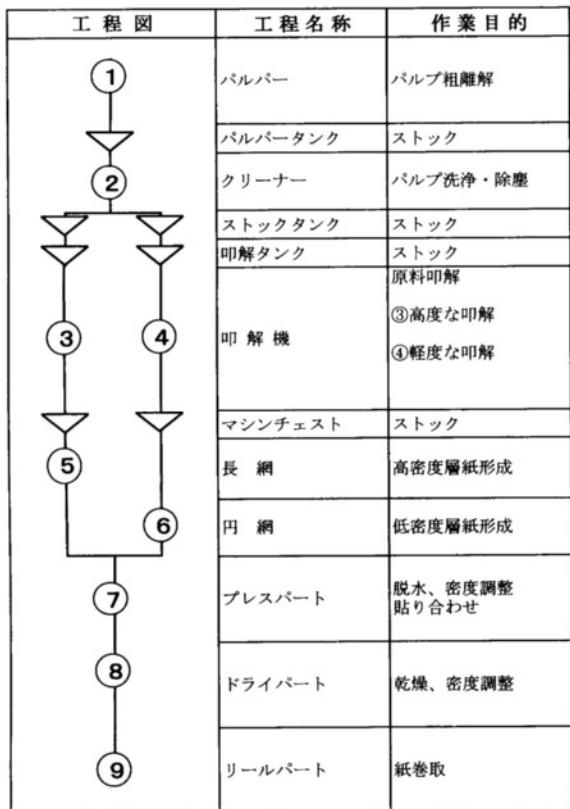 工程図 工程名称 作業目的
① パルパー パルプ粗離解
パルパータンク ストック
② クリーナー パルプ洗浄・除塵
ストックタンク ストック
叩解タンク ストック
原料叩解
③高度な叩解
③ ④ 叩解機
④軽度な叩解
マシンチェスト ストック
⑤ 長網 高密度層紙形成
⑥ 円網 低密度層紙形成
⑦ プレスパート 脱水、密度調整
貼り合わせ
⑧ ドライパート 乾燥、密度調整
⑨ リールパート 紙巻取